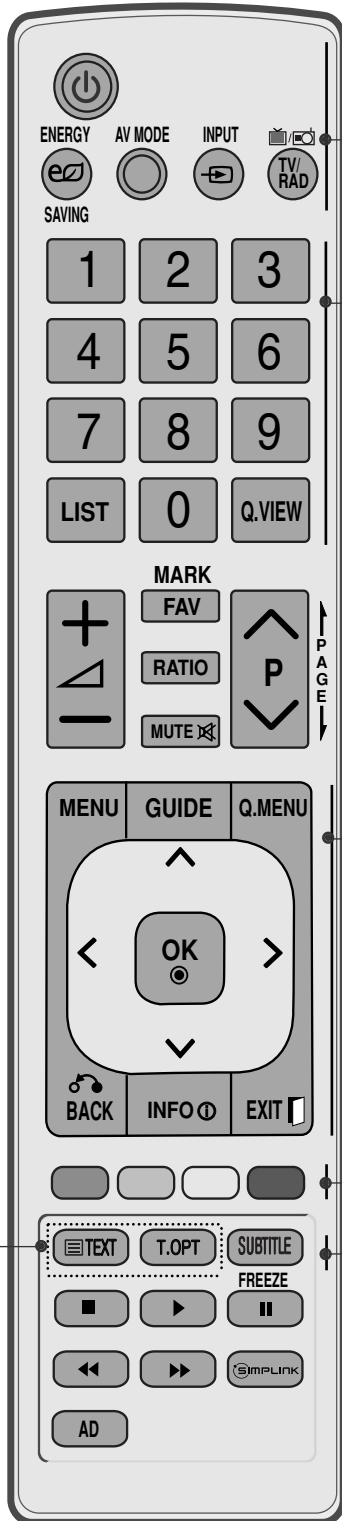 ENERGY AV MODE INPUT
TV/
RAD
SAVING
1 2 3
4 5 6
7 8 9
LIST 0 Q.VIEW
MARK
FAV
RATIO
P
MUTE
PAGE
MENU GUIDE Q.MENU
OK
BACK INFO EXIT
TEXT T.OPT SUBTITLE
FREEZE
SIMPLINK
AD